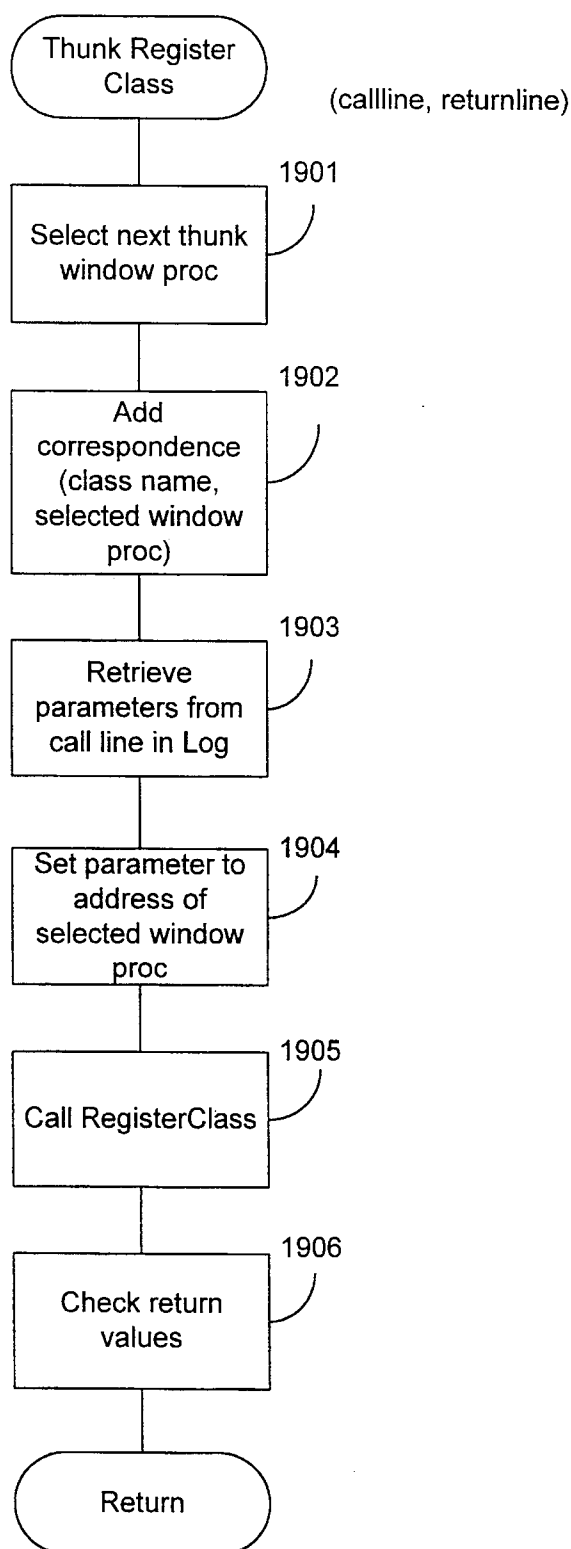 Thunk Register
Class
(callline, returnline)
1901
Select next thunk
window proc
1902
Add
correspondence
(class name,
selected window
proc)
1903
Retrieve
parameters from
call line in Log
1904
Set parameter to
address of
selected window
proc
1905
Call RegisterClass
1906
Check return
values
Return